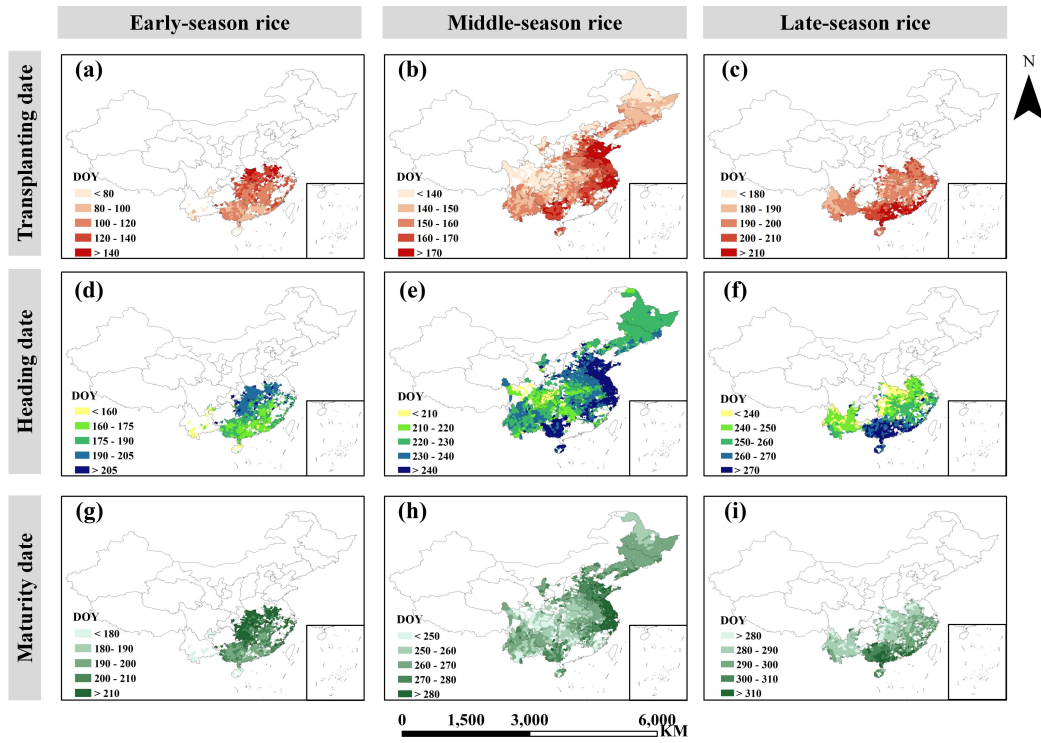 Early-season rice
Middle-season rice
Late-season rice
N
Transplanting date
(a)
DOY
< 80
80 - 100
100 - 120
120 - 140
> 140
(b)
DOY
< 140
140 - 150
150 - 160
160 - 170
> 170
(c)
DOY
< 180
180 - 190
190 - 200
200 - 210
> 210
Heading date
(d)
DOY
< 160
160 - 175
175 - 190
190 - 205
> 205
(e)
DOY
< 210
210 - 220
220 - 230
230 - 240
> 240
(f)
DOY
< 240
240 - 250
250- 260
260 - 270
> 270
Maturity date
(g)
DOY
< 180
180 - 190
190 - 200
200 - 210
> 210
(h)
DOY
< 250
250 - 260
260 - 270
270 - 280
> 280
(i)
DOY
> 280
280 - 290
290 - 300
300 - 310
> 310
0 1,500 3,000 6,000
KM